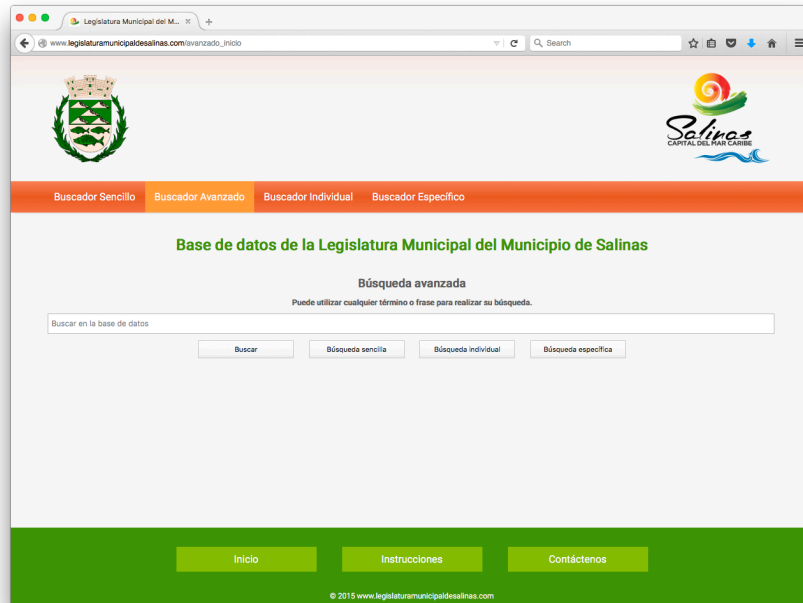 Legislatura Municipal del M...
www.legislaturamunicipaldesalinas.com/avanzado_inicio
Search
Salinas
CAPITAL DEL MAR CARIBE
Buscador Sencillo
Buscador Avanzado
Buscador Individual
Buscador Específico
Base de datos de la Legislatura Municipal del Municipio de Salinas
Búsqueda avanzada
Puede utilizar cualquier término o frase para realizar su búsqueda.
Buscar en la base de datos
Buscar
Búsqueda sencilla
Búsqueda individual
Búsqueda específica
Inicio
Instrucciones
Contáctenos
© 2015 www.legislaturamunicipaldesalinas.com